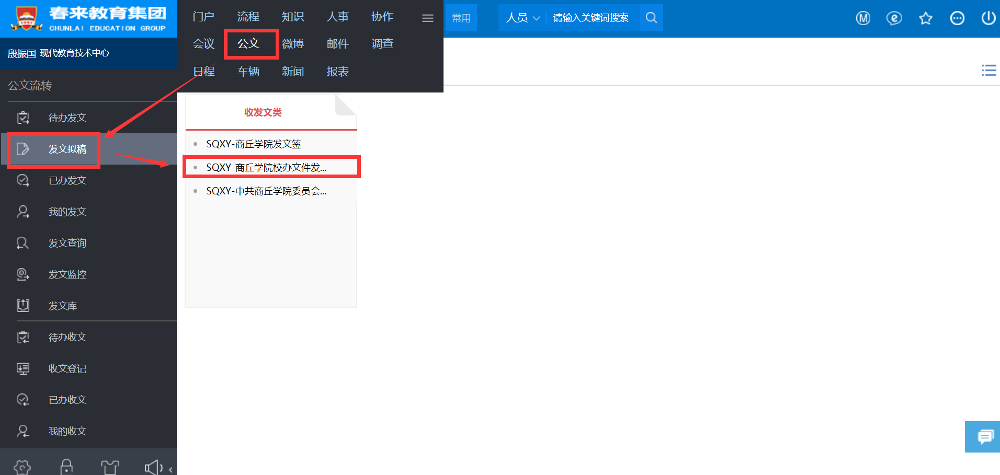 春来教育集团
CHUNLAI EDUCATION GROUP
1997
殷振国 现代教育技术中心
门户 流程 知识 人事 协作
会议 公文 微博 邮件 调查
日程 车辆 新闻 报表
常用
人员 请输入关键词搜索
公文流转
待办发文
发文拟稿
已办发文
我的发文
发文查询
发文监控
发文库
待办收文
收文登记
已办收文
我的收文
收发文类
SQXY-商丘学院发文签
SQXY-商丘学院校办文件发...
SQXY-中共商丘学院委员会...